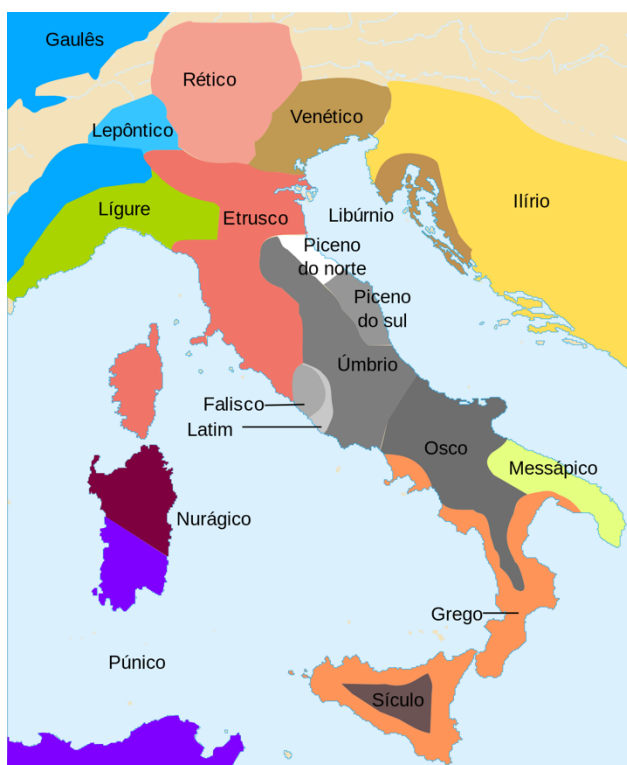 Gaulês
Rético
Lepôntico
Venético
Lígure
Etrusco
Libúrnio
Ilírio
Piceno
do norte
Piceno
do sul
Úmbrio
Falisco
Latim
Osco
Messápico
Nurágico
Grego
Púnico
Sículo